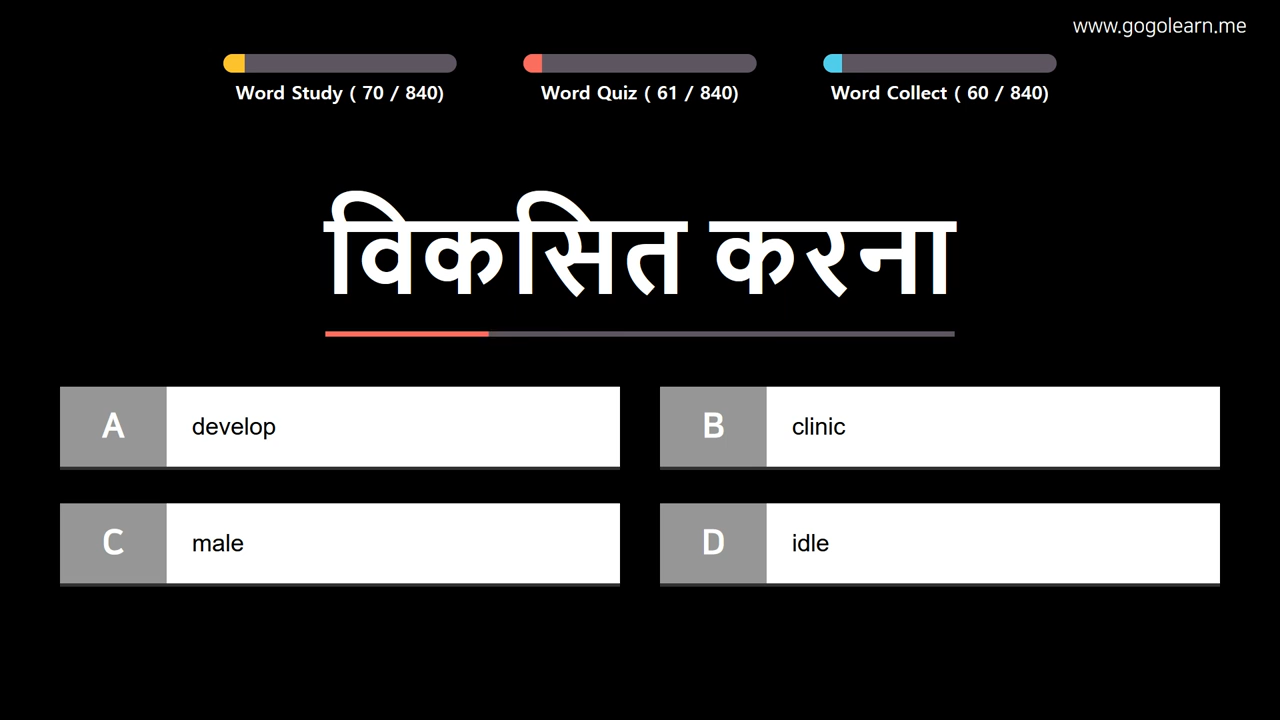 www.gogolearn.me
Word Study ( 70 / 840)
Word Quiz ( 61 / 840)
Word Collect ( 60 / 840)
विकसित करना
A develop
B clinic
C male
D idle